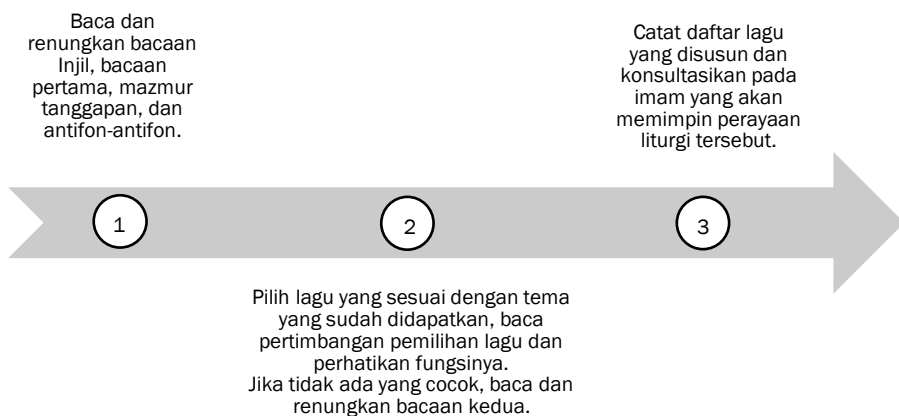 Baca dan
renungkan bacaan
Injil, bacaan
pertama, mazmur
tanggapan, dan
antifon-antifon.
Catat daftar lagu
yang disusun dan
konsultasikan pada
imam yang akan
memimpin perayaan
liturgi tersebut.
1
2
3
Pilih lagu yang sesuai dengan tema
yang sudah didapatkan, baca
pertimbangan pemilihan lagu dan
perhatikan fungsinya.
Jika tidak ada yang cocok, baca dan
renungkan bacaan kedua.